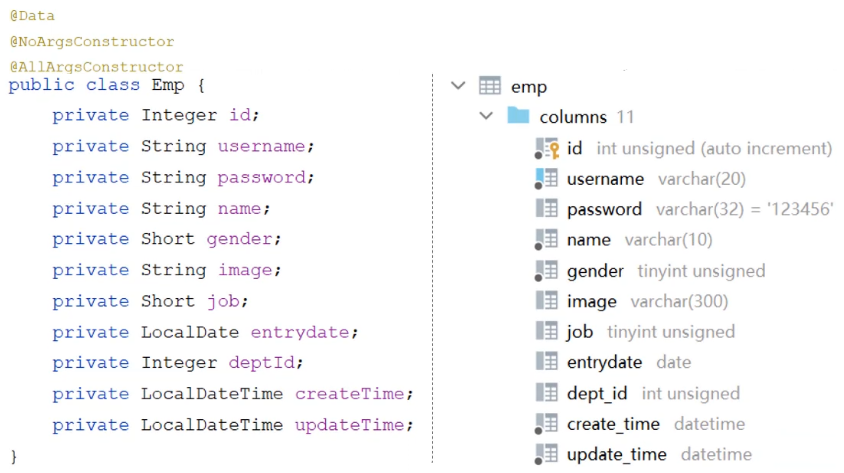 @Data
@NoArgsConstructor
@AllArgsConstructor
public class Emp {
private Integer id;
private String username;
private String password;
private String name;
private Short gender;
private String image;
private Short job;
private LocalDate entrydate;
private Integer deptId;
private LocalDateTime createTime;
private LocalDateTime updateTime;
}
emp
columns 11
id int unsigned (auto increment)
username varchar(20)
password varchar(32) = '123456'
name varchar(10)
gender tinyint unsigned
image varchar(300)
job tinyint unsigned
entrydate date
dept_id int unsigned
create_time datetime
update_time datetime